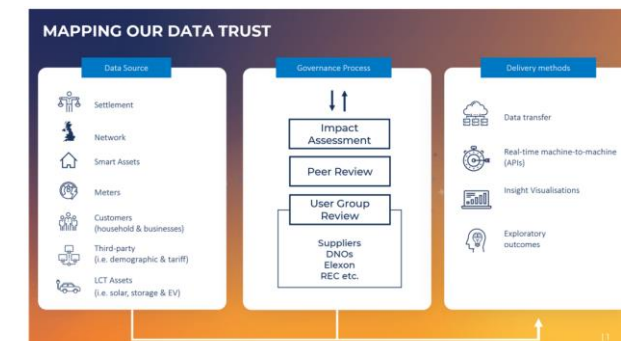 MAPPING OUR DATA TRUST
Data Source
Settlement
Network
Smart Assets
Meters
Customers
(household & businesses)
Third-party
(i.e. demographic & tariff)
LCT Assets
(i.e. solar, storage & EV)
Governance Process
Impact
Assessment
Peer Review
User Group
Review
Suppliers
DNOs
Elexon
REC etc.
Delivery methods
Data transfer
Real-time machine-to-machine
(APIs)
Insight Visualisations
Exploratory
outcomes
11